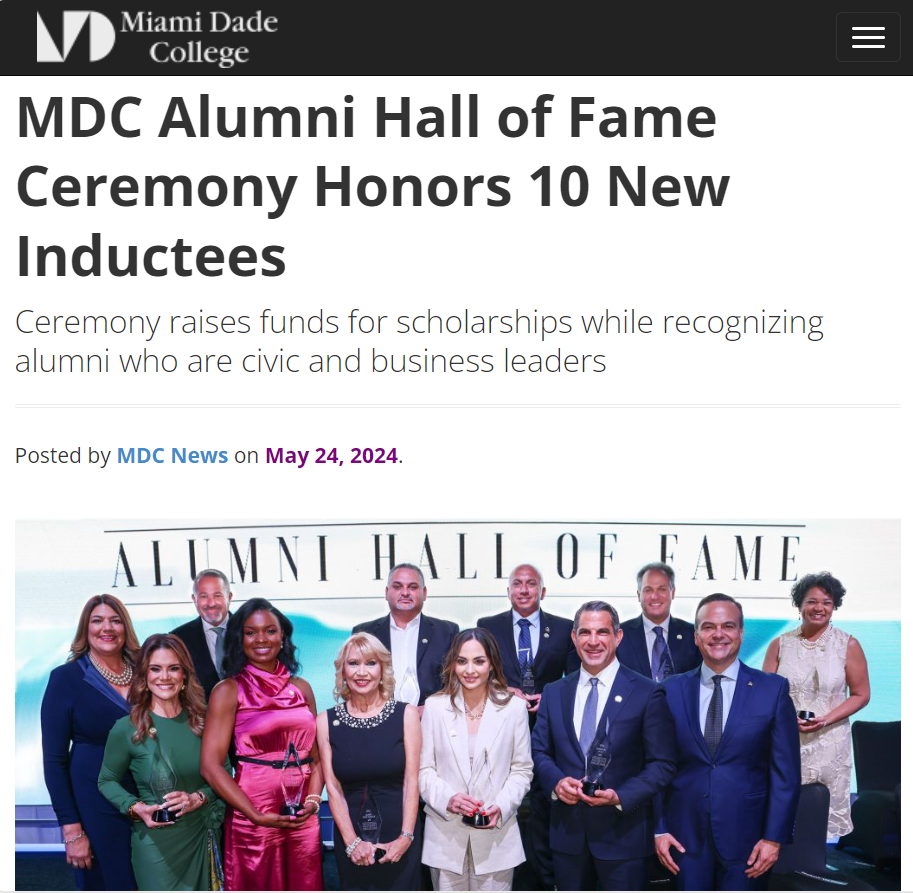 Miami Dade
College
MDC Alumni Hall of Fame
Ceremony Honors 10 New
Inductees
Ceremony raises funds for scholarships while recognizing
alumni who are civic and business leaders
Posted by MDC News on May 24, 2024.
ALUMNI HALL OF FAME